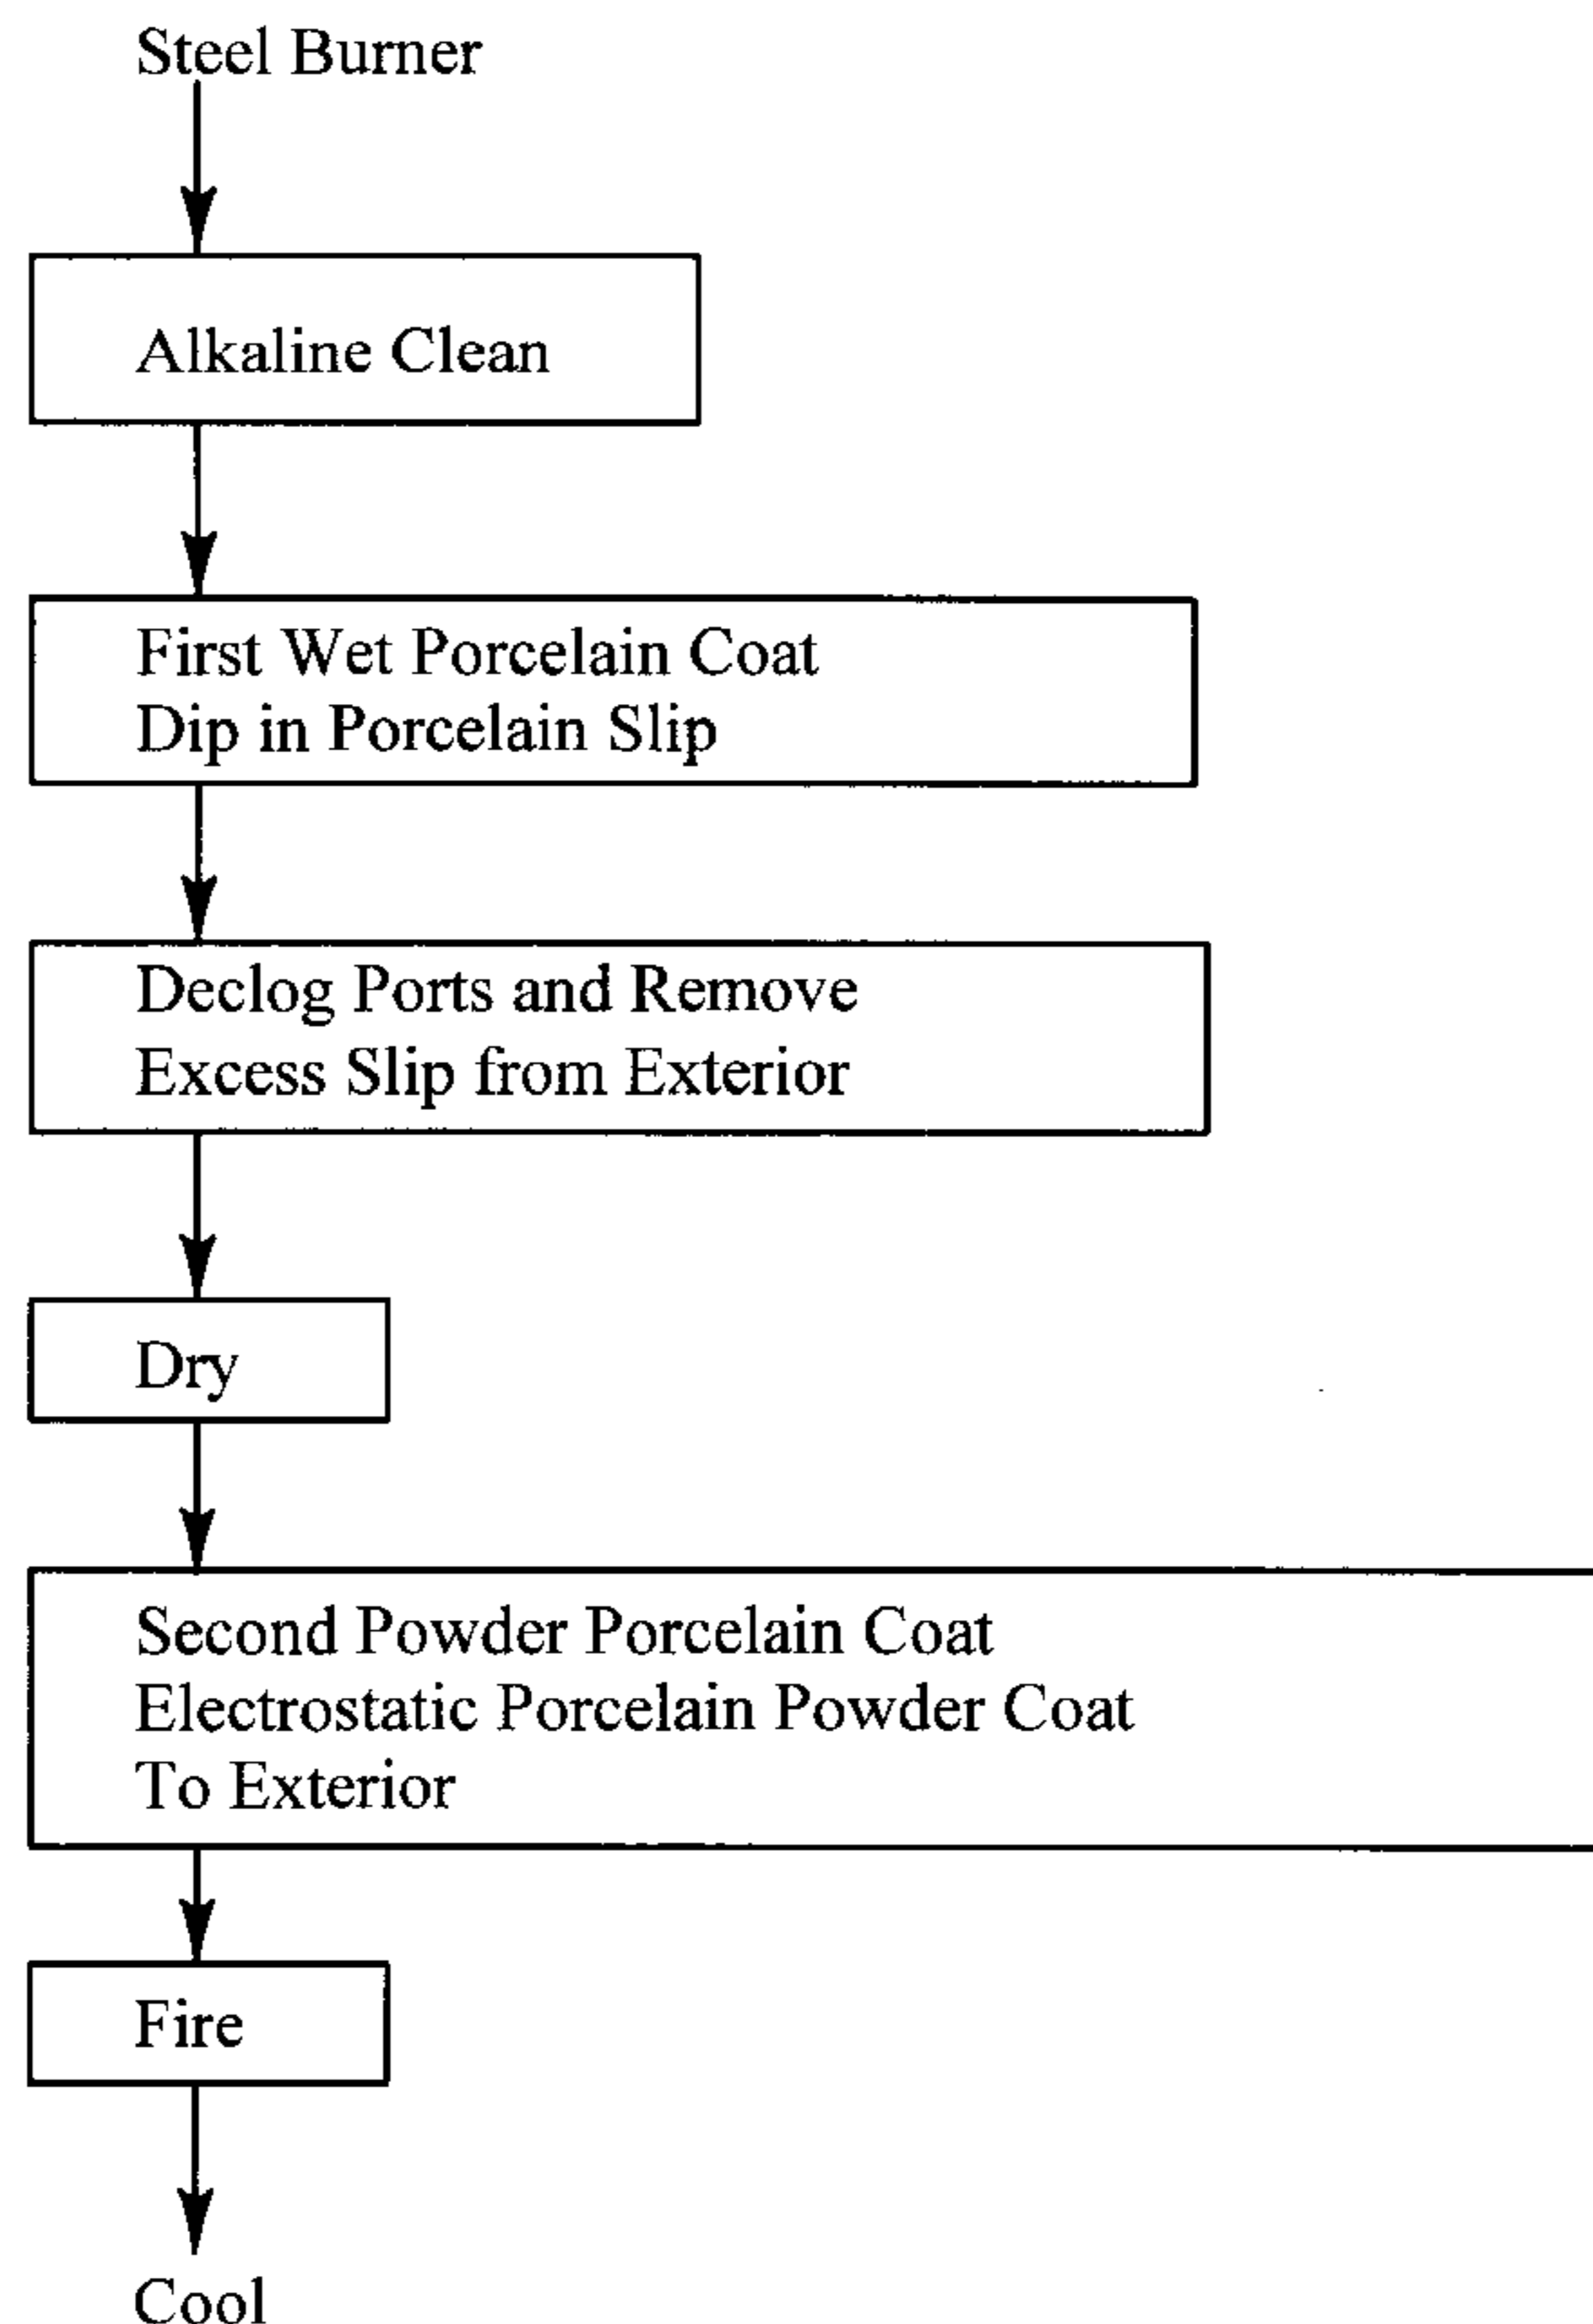 Steel Burner
Alkaline Clean
First Wet Porcelain Coat
Dip in Porcelain Slip
Declog Ports and Remove
Excess Slip from Exterior
Dry
Second Powder Porcelain Coat
Electrostatic Porcelain Powder Coat
To Exterior
Fire
Cool